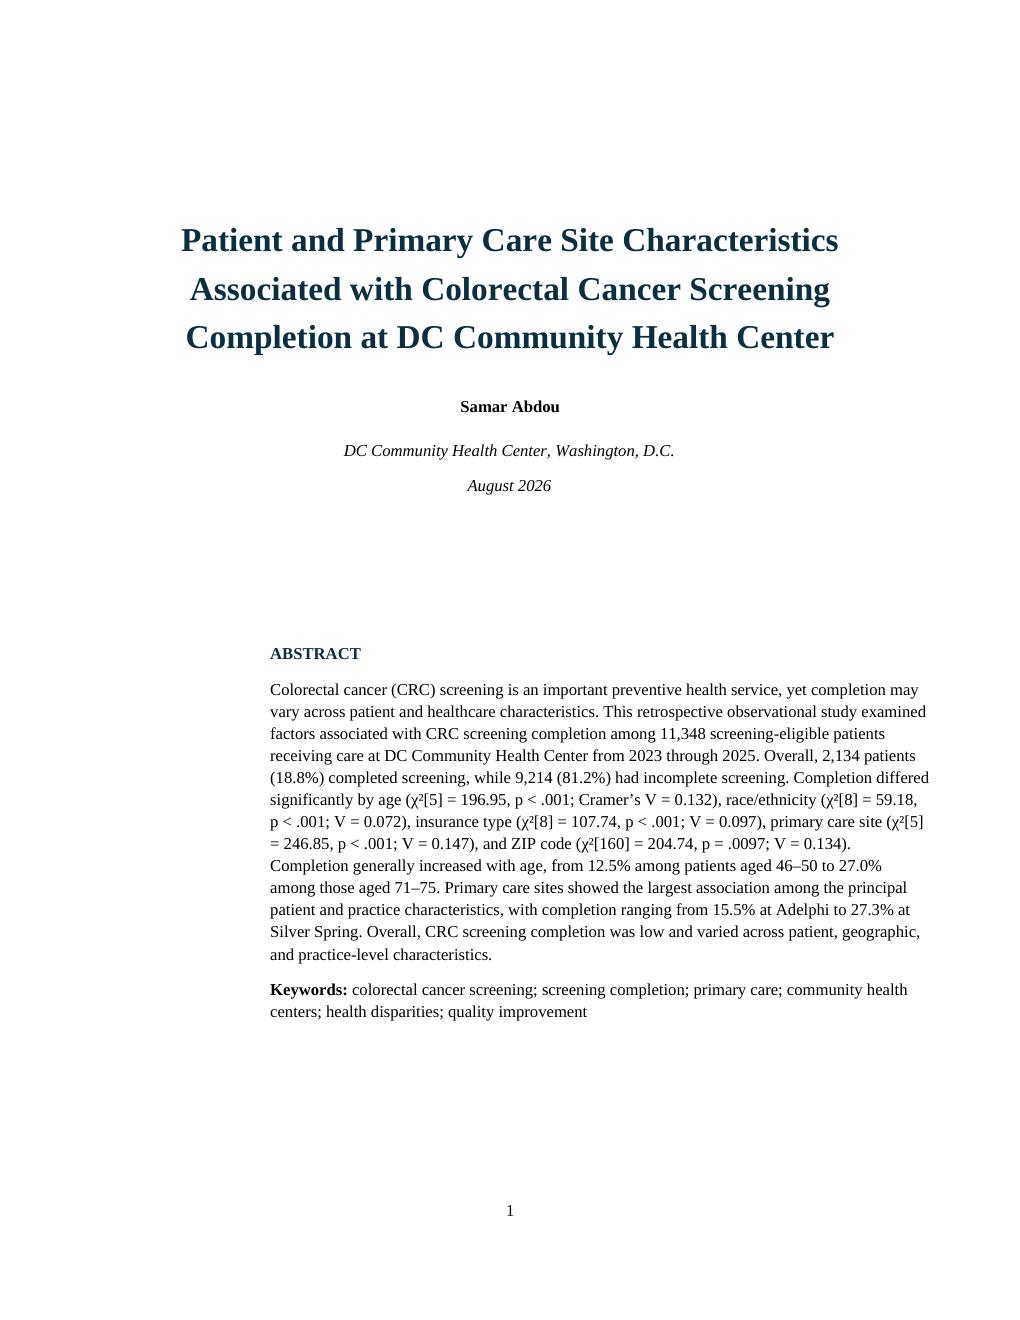 Patient and Primary Care Site Characteristics
Associated with Colorectal Cancer Screening
Completion at DC Community Health Center
Samar Abdou
DC Community Health Center, Washington, D.C.
August 2026
ABSTRACT
Colorectal cancer (CRC) screening is an important preventive health service, yet completion may
vary across patient and healthcare characteristics. This retrospective observational study examined
factors associated with CRC screening completion among 11,348 screening-eligible patients
receiving care at DC Community Health Center from 2023 through 2025. Overall, 2,134 patients
(18.8%) completed screening, while 9,214 (81.2%) had incomplete screening. Completion differed
significantly by age (χ²[5] = 196.95, p < .001; Cramer’s V = 0.132), race/ethnicity (χ²[8] = 59.18,
p < .001; V = 0.072), insurance type (χ²[8] = 107.74, p < .001; V = 0.097), primary care site (χ²[5]
= 246.85, p < .001; V = 0.147), and ZIP code (χ²[160] = 204.74, p = .0097; V = 0.134).
Completion generally increased with age, from 12.5% among patients aged 46–50 to 27.0%
among those aged 71–75. Primary care sites showed the largest association among the principal
patient and practice characteristics, with completion ranging from 15.5% at Adelphi to 27.3% at
Silver Spring. Overall, CRC screening completion was low and varied across patient, geographic,
and practice-level characteristics.
Keywords: colorectal cancer screening; screening completion; primary care; community health
centers; health disparities; quality improvement
1